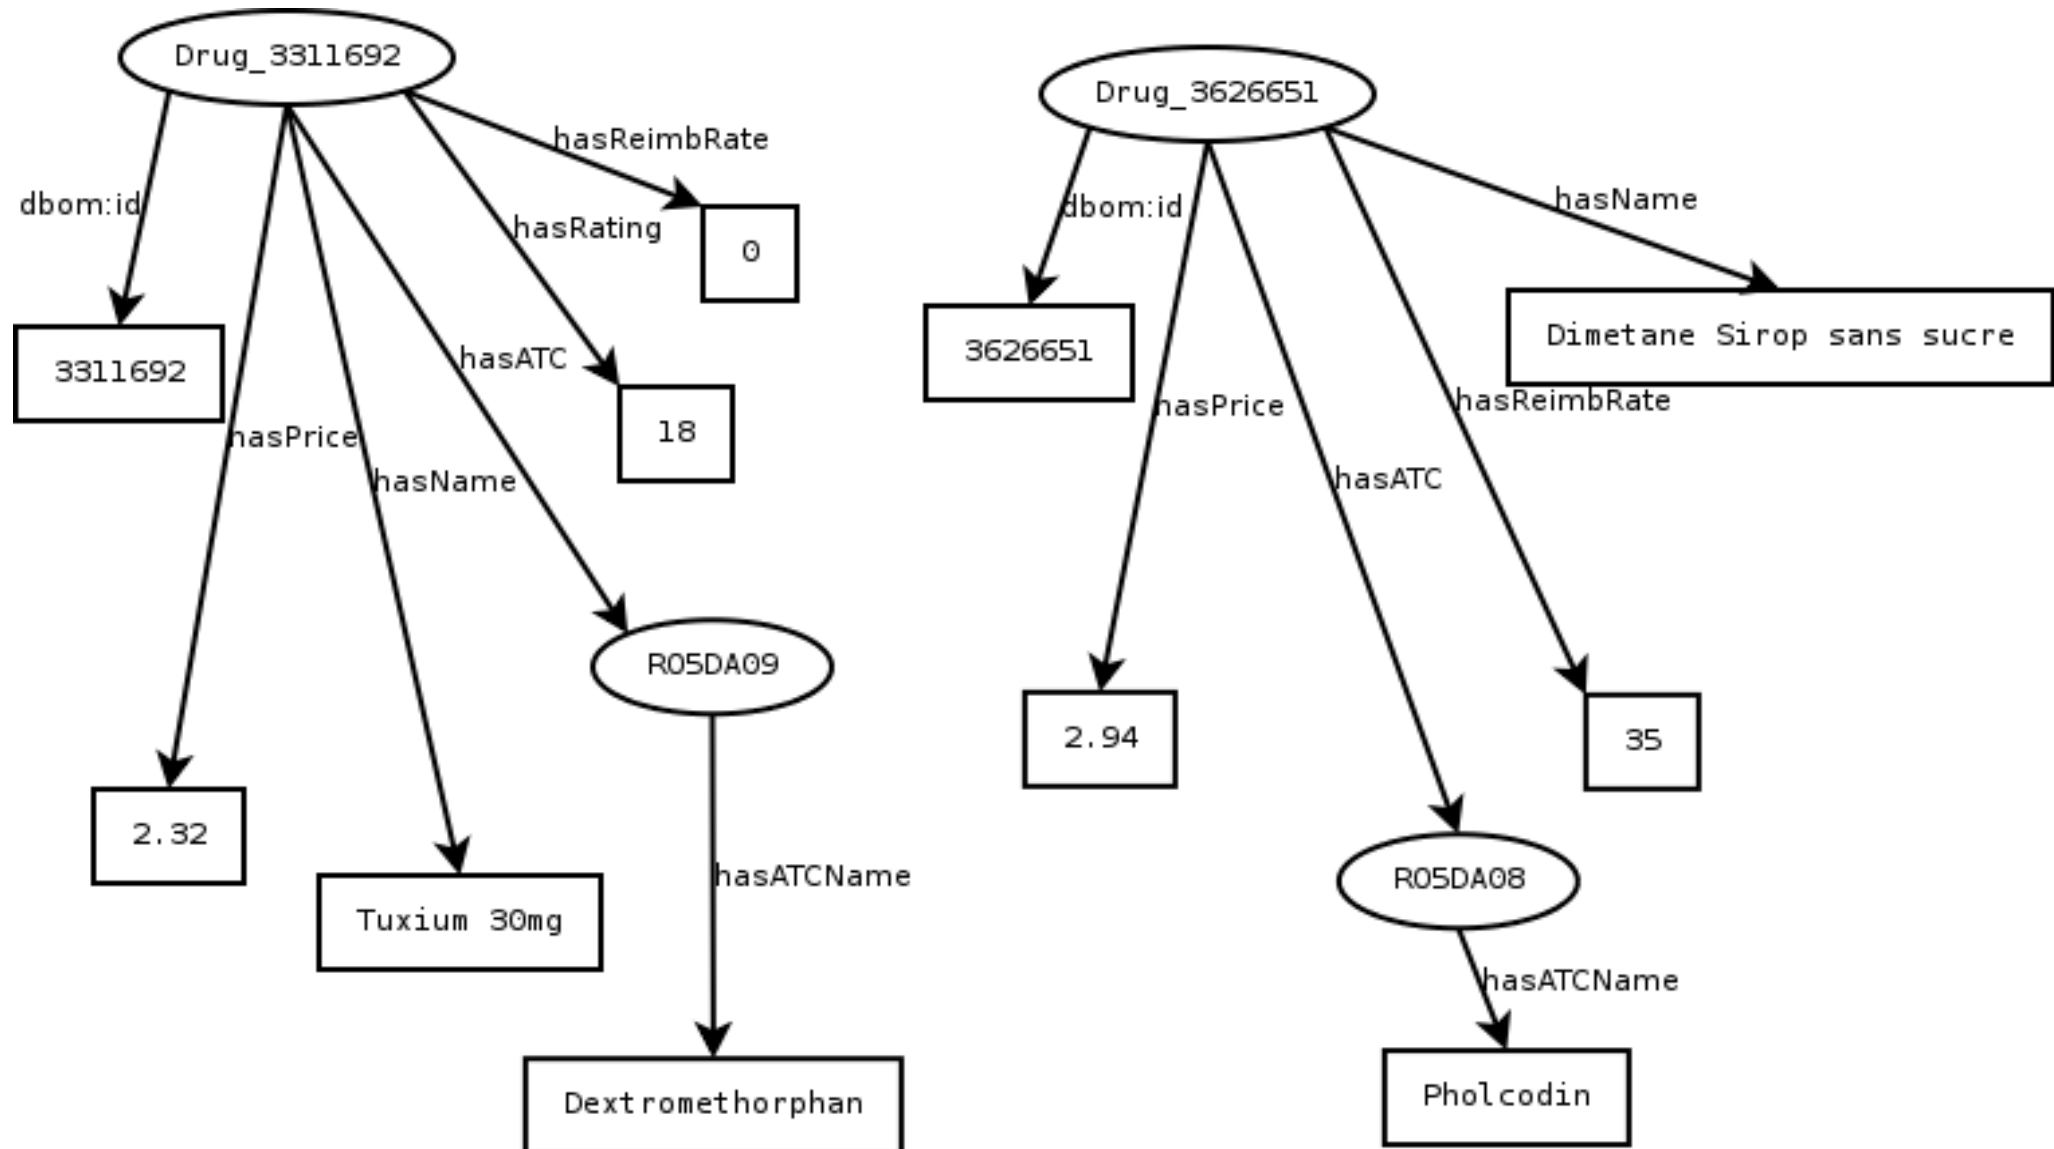 Drug_3311692
Drug_3626651
hasReimbRate
dbom:id
hasRating
0
dbom:id
hasName
3311692
hasATC
18
3626651
Dimetane Sirop sans sucre
hasPrice
hasName
hasPrice
hasReimbRate
hasATC
R05DA09
2.94
35
2.32
Tuxium 30mg
hasATCName
R05DA08
hasATCName
Dextromethorphan
Pholcodin